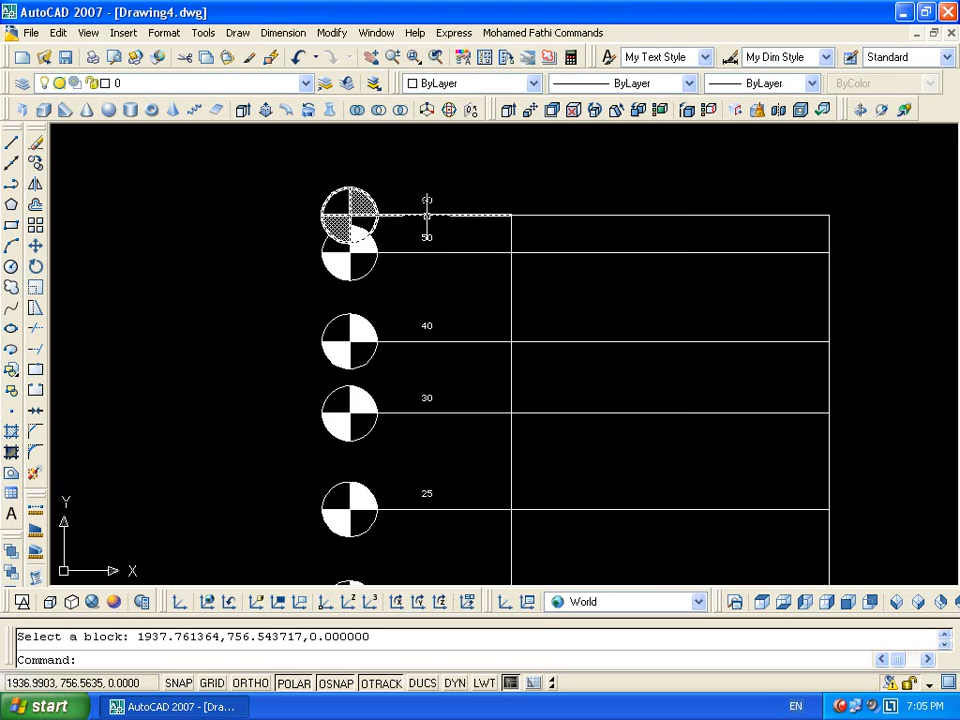 AutoCAD 2007 - [Drawing4.dwg]
File Edit View Insert Format Tools Draw Dimension Modify Window Help Express Mohamed Fathi Commands
My Text Style My Dim Style Standard
0 ByLayer ByLayer ByLayer ByColor
50
40
30
25
Y
X
World
Select a block: 1937.761364,756.543717,0.000000
Command:
1936.9903, 756.5635, 0.0000 SNAP GRID ORTHO POLAR OSNAP OTRACK DUCS DYN LWT
start AutoCAD 2007 - [Dra... EN 7:05 PM